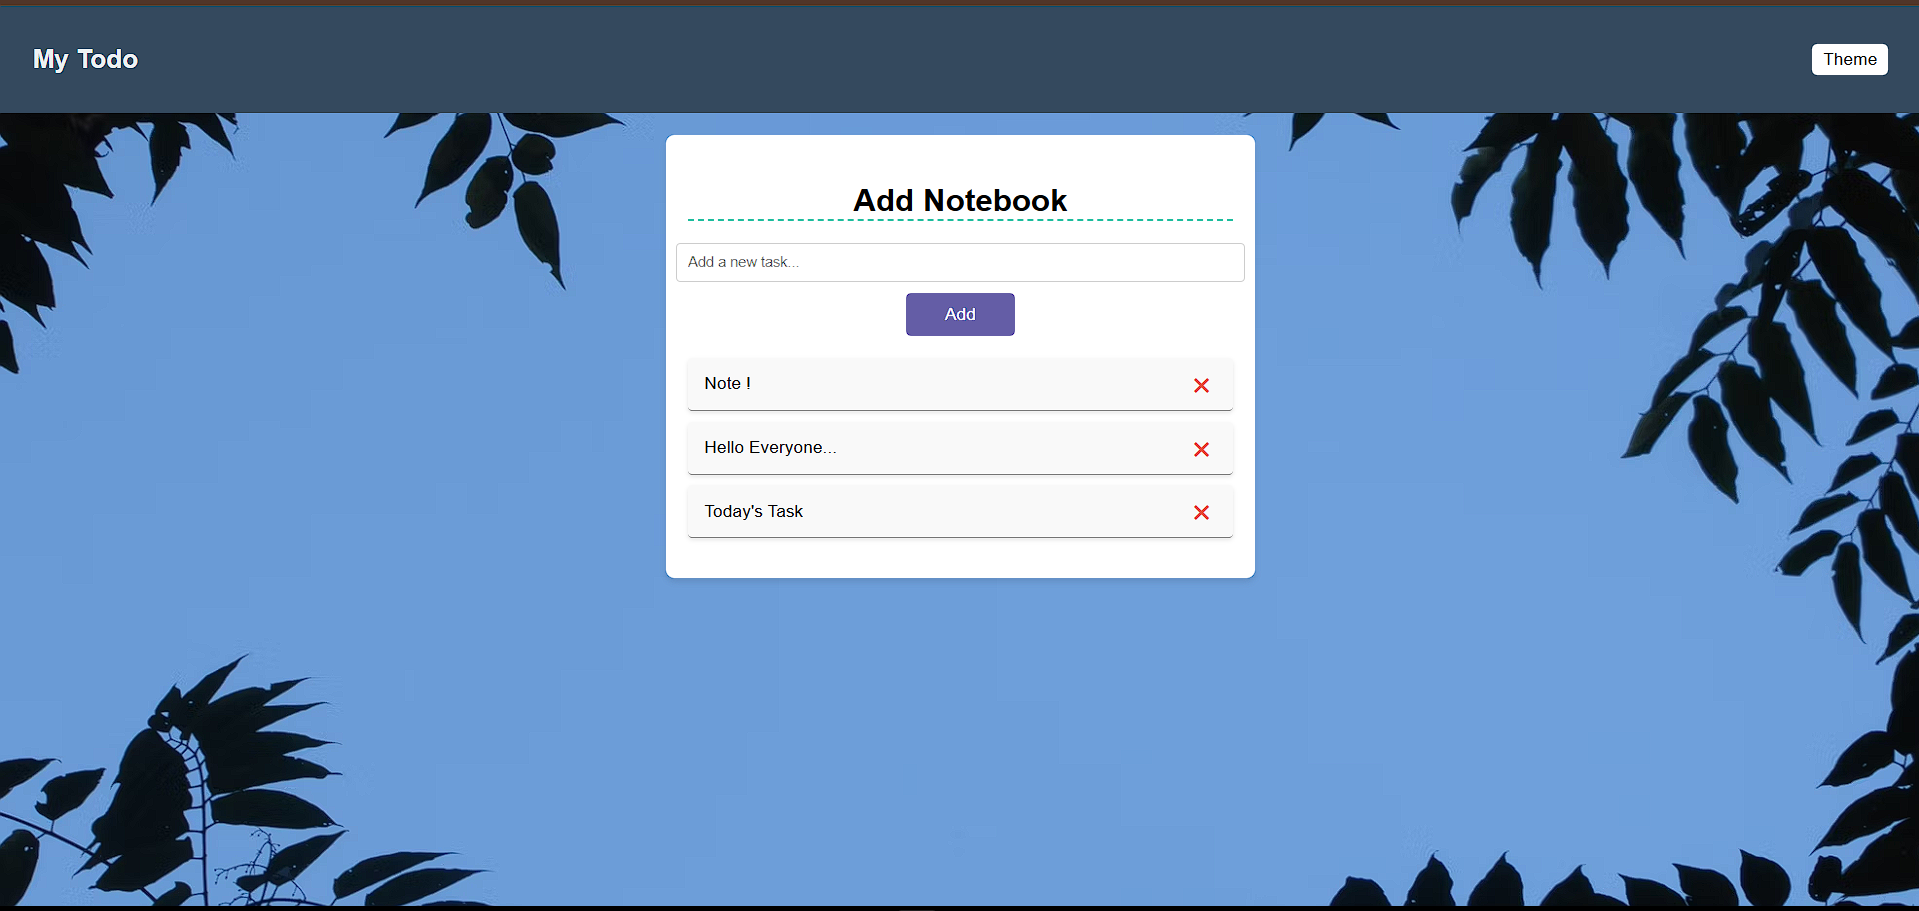 My Todo
Theme
Add Notebook
Add a new task...
Add
Note !
Hello Everyone...
Today's Task